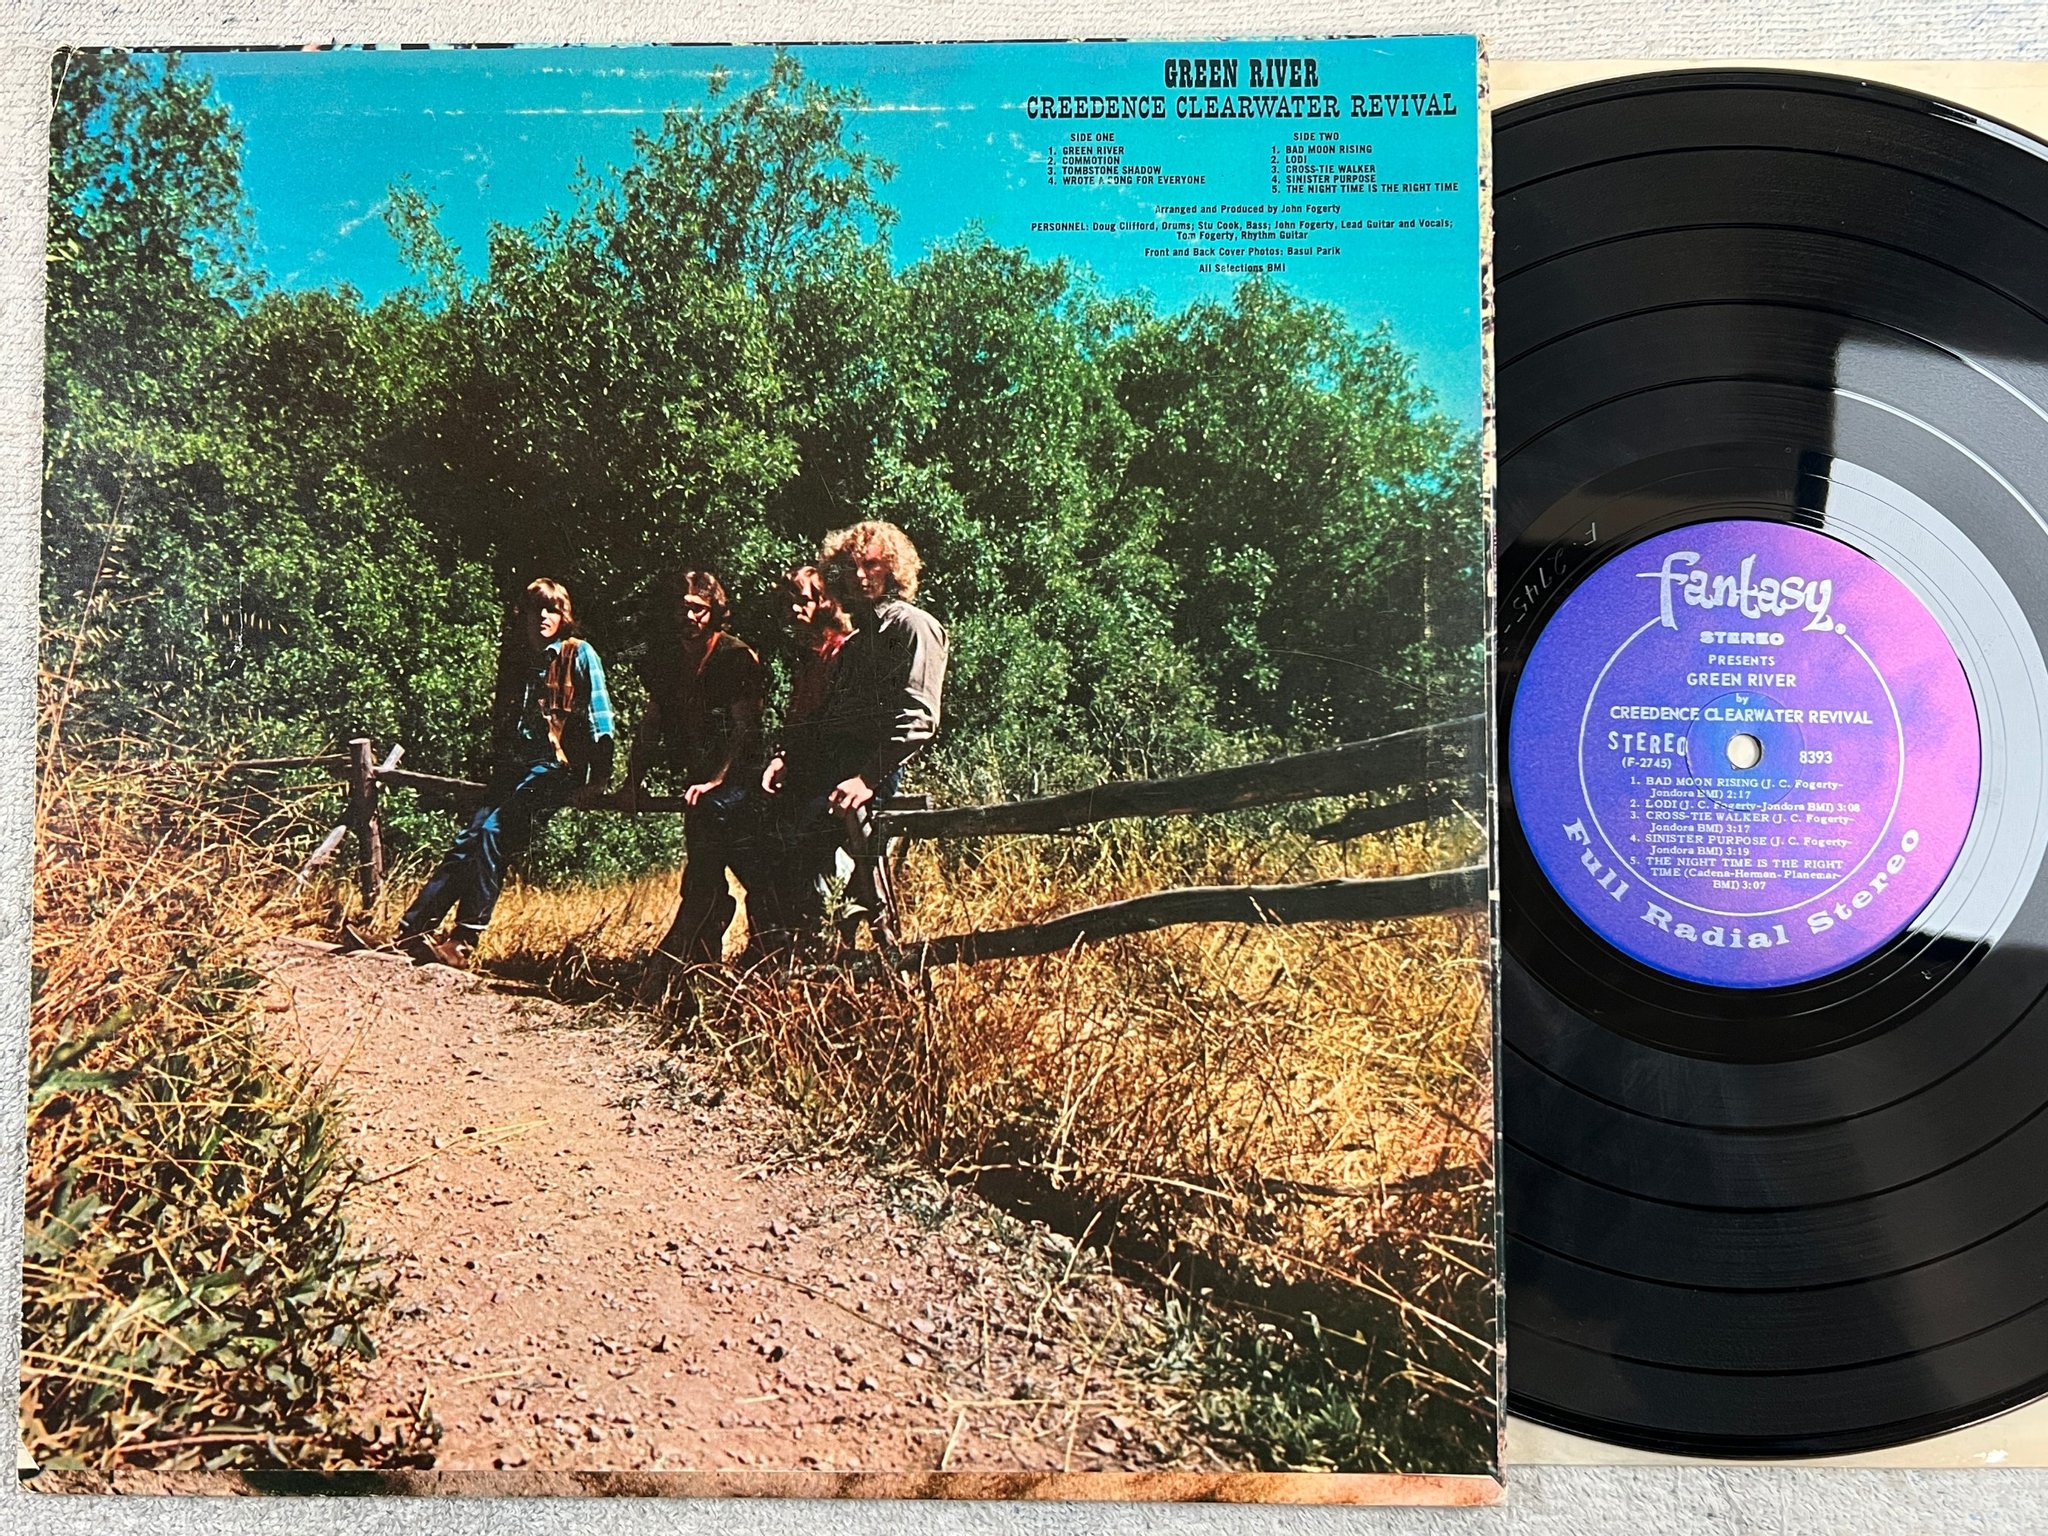 GREEN RIVER
CREEDENCE CLEARWATER REVIVAL
SIDE ONE
1. GREEN RIVER
2. COMMOTION
3. TOMBSTONE SHADOW
4. WROTE A SONG FOR EVERYONE
SIDE TWO
1. BAD MOON RISING
2. LODI
3. CROSS-TIE WALKER
4. SINISTER PURPOSE
5. THE NIGHT TIME IS THE RIGHT TIME
Arranged and Produced by John Fogerty
PERSONNEL: Doug Clifford, Drums; Stu Cook, Bass; John Fogerty, Lead Guitar and Vocals;
Tom Fogerty, Rhythm Guitar
Front and Back Cover Photos: Basul Parik
All Selections BMI
F-2745-
fantasy
STEREO
PRESENTS
GREEN RIVER
by
CREEDENCE CLEARWATER REVIVAL
STEREO
(F-2745)
8393
1. BAD MOON RISING (J. C. Fogerty-
Jondora BMI) 2:17
2. LODI (J. C. Fogerty-Jondora BMI) 3:08
3. CROSS-TIE WALKER (J. C. Fogerty-
Jondora BMI) 3:17
4. SINISTER PURPOSE (J. C. Fogerty-
Jondora BMI) 3:19
5. THE NIGHT TIME IS THE RIGHT
TIME (Cadena-Herman-Planemar-
BMI) 3:07
Full Radial Stereo